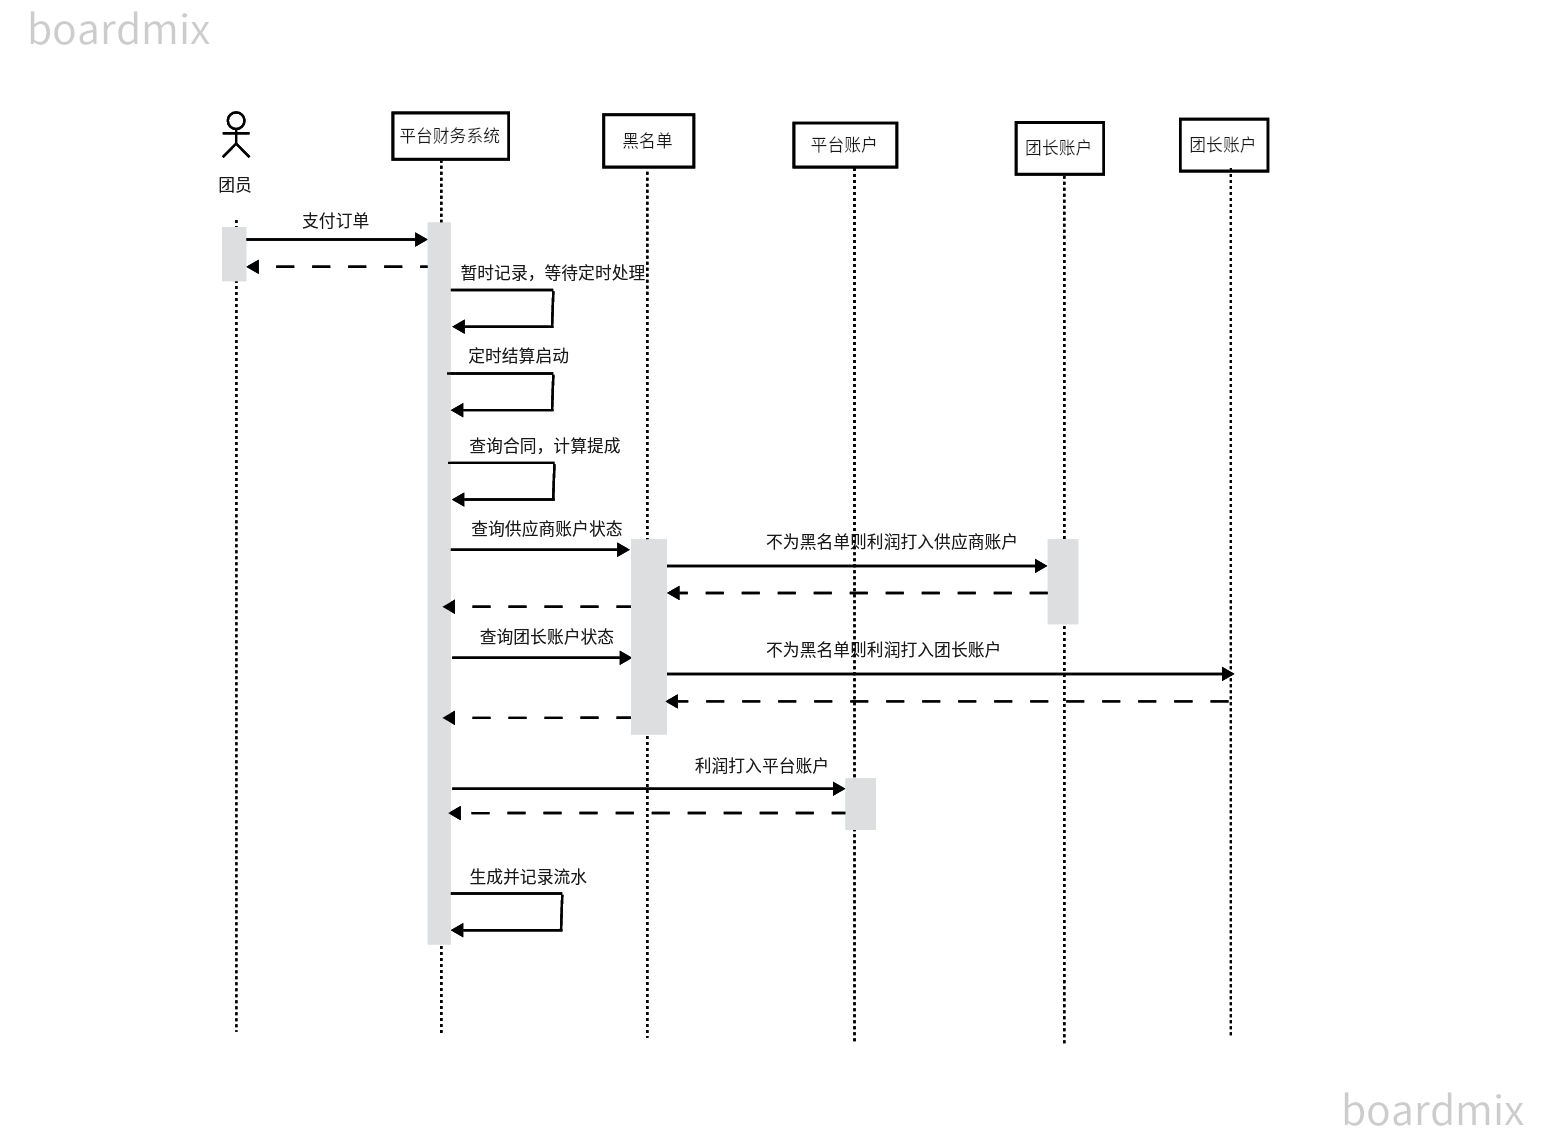 boardmix
平台财务系统
黑名单
平台账户
团长账户
团长账户
团员
支付订单
暂时记录，等待定时处理
定时结算启动
查询合同，计算提成
查询供应商账户状态
不为黑名单则利润打入供应商账户
查询团长账户状态
不为黑名单则利润打入团长账户
利润打入平台账户
生成并记录流水
boardmix